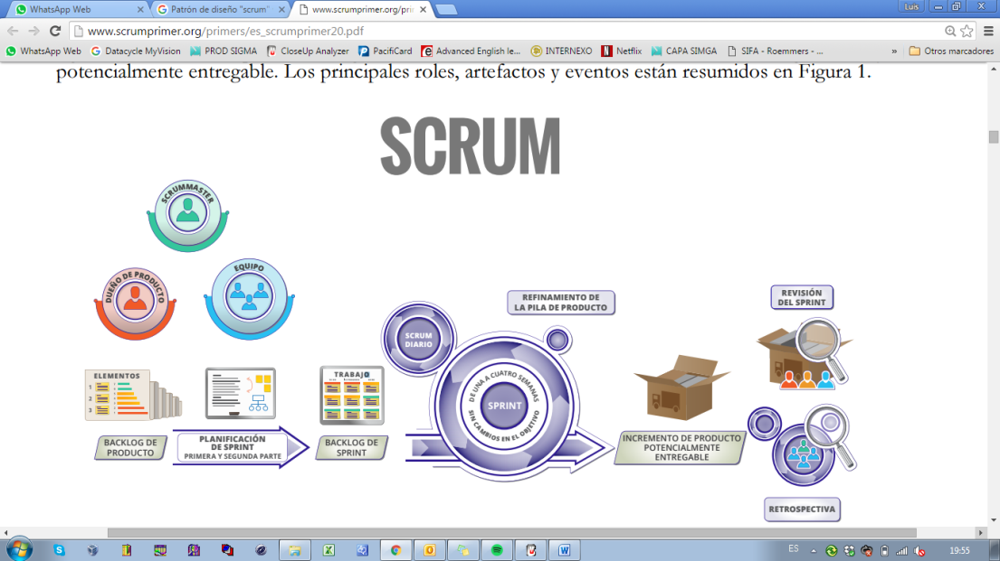 WhatsApp Web
Patrón de diseño "scrum"
www.scrumprimer.org/pri
Luis
www.scrumprimer.org/primers/es_scrumprimer20.pdf
WhatsApp Web
Datacycle MyVision
PROD SIGMA
CloseUp Analyzer
PacifiCard
Advanced English le...
INTERNEXO
Netflix
CAPA SIMGA
SIFA - Roemmers - ...
»
Otros marcadores
potencialmente entregable. Los principales roles, artefactos y eventos están resumidos en Figura 1.
SCRUM
SCRUMMASTER
DUEÑO DE PRODUCTO
EQUIPO
REFINAMIENTO DE
LA PILA DE PRODUCTO
REVISIÓN
DEL SPRINT
SCRUM
DIARIO
ELEMENTOS
1
2
3
TRABAJO
DE UNA A CUATRO SEMANAS
SPRINT
SIN CAMBIOS EN EL OBJETIVO
BACKLOG DE
PRODUCTO
PLANIFICACIÓN
DE SPRINT
PRIMERA Y SEGUNDA PARTE
BACKLOG DE
SPRINT
INCREMENTO DE PRODUCTO
POTENCIALMENTE
ENTREGABLE
RETROSPECTIVA
ES
19:55